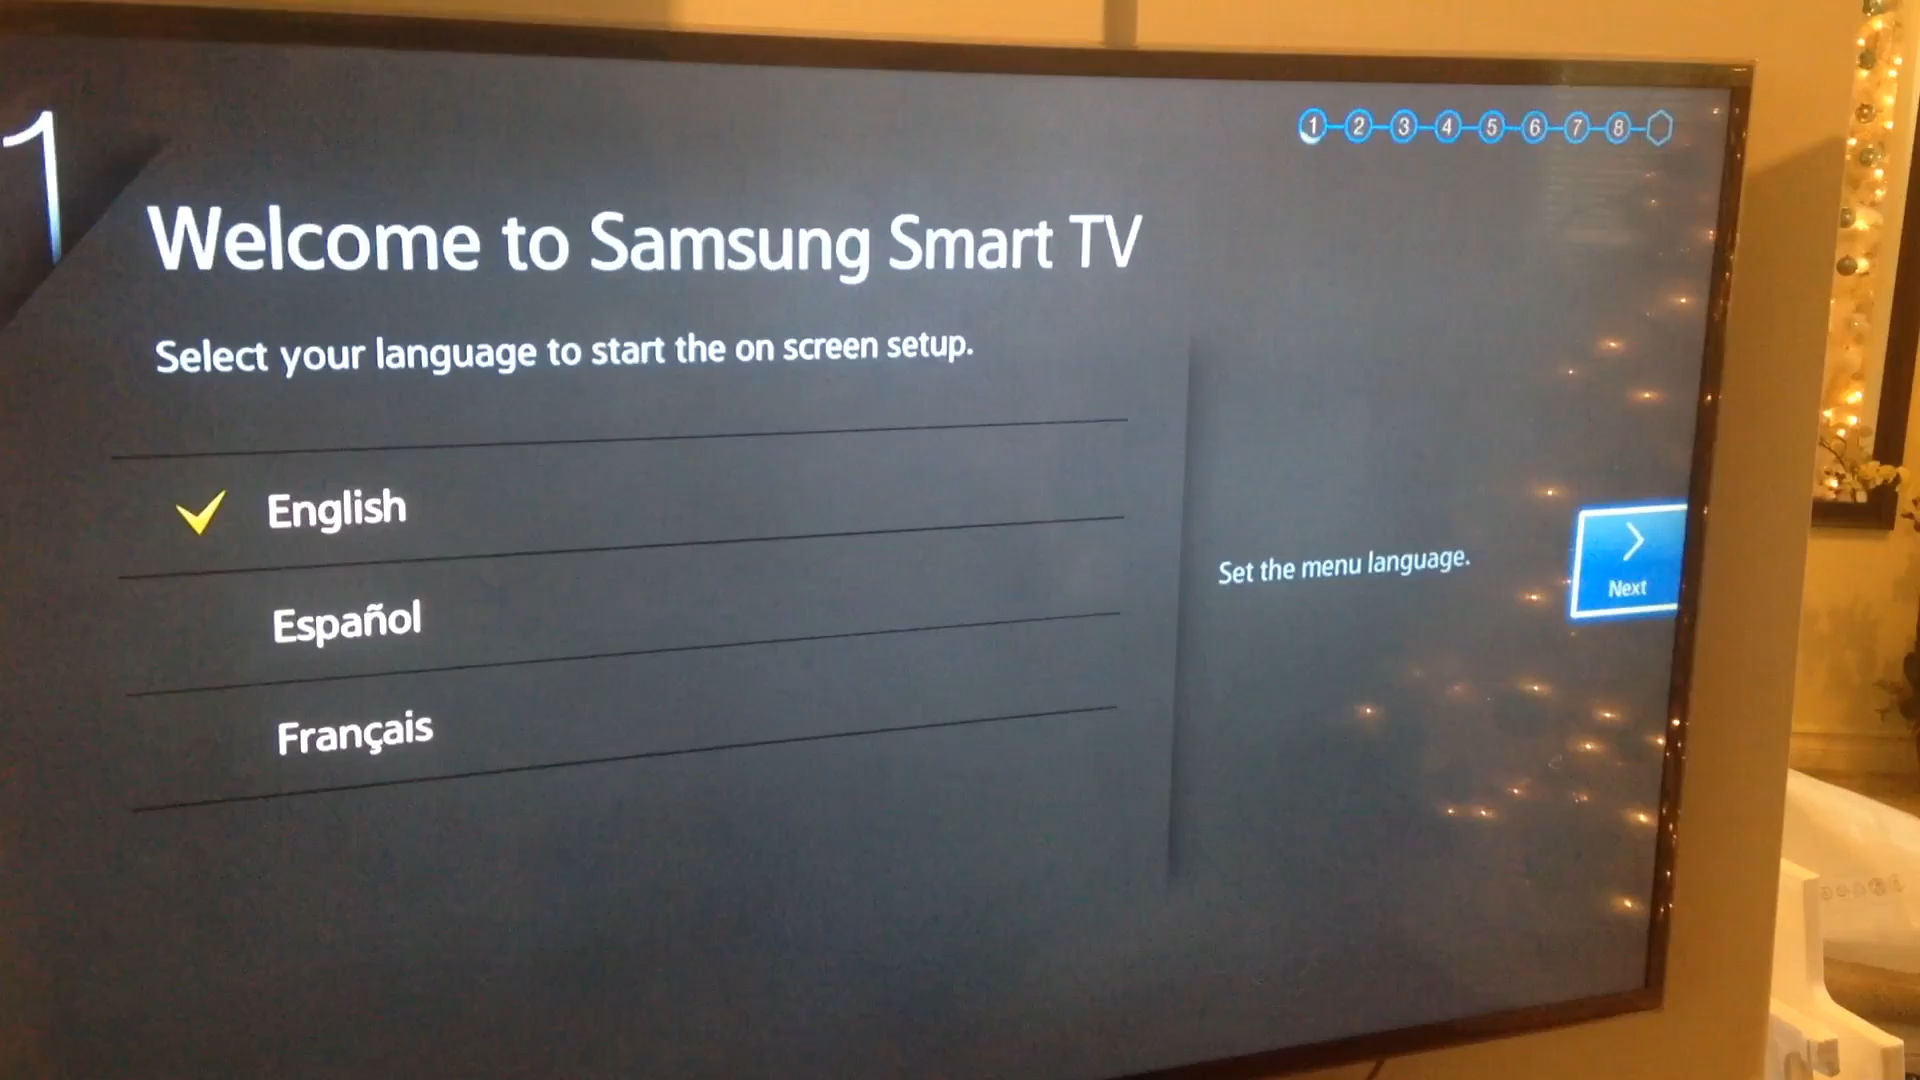 1
1 2 3 4 5 6 7 8
Welcome to Samsung Smart TV
Select your language to start the on screen setup.
English
Español
Français
Set the menu language.
Next